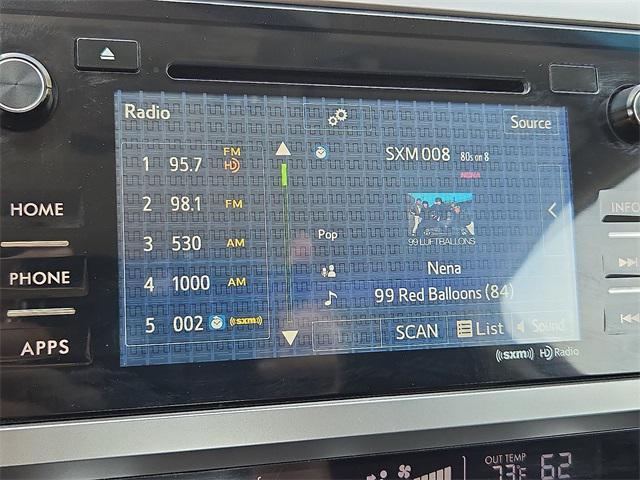 Radio
Source
1 95.7 FM HD
2 98.1 FM
3 530 AM
4 1000 AM
5 002 ((sxm))
SXM 008 80s on 8
NENA
99 LUFTBALLONS
Pop
Nena
99 Red Balloons (84)
SCAN
List
Sound
HOME
PHONE
APPS
INFO
((sxm)) HD Radio
OUT TEMP
73°F 62